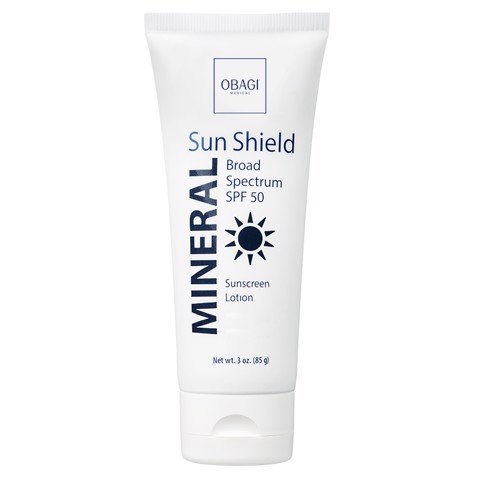 OBAGI
MEDICAL
Sun Shield
MINERAL
Broad
Spectrum
SPF 50
Sunscreen
Lotion
Net wt. 3 oz. (85 g)